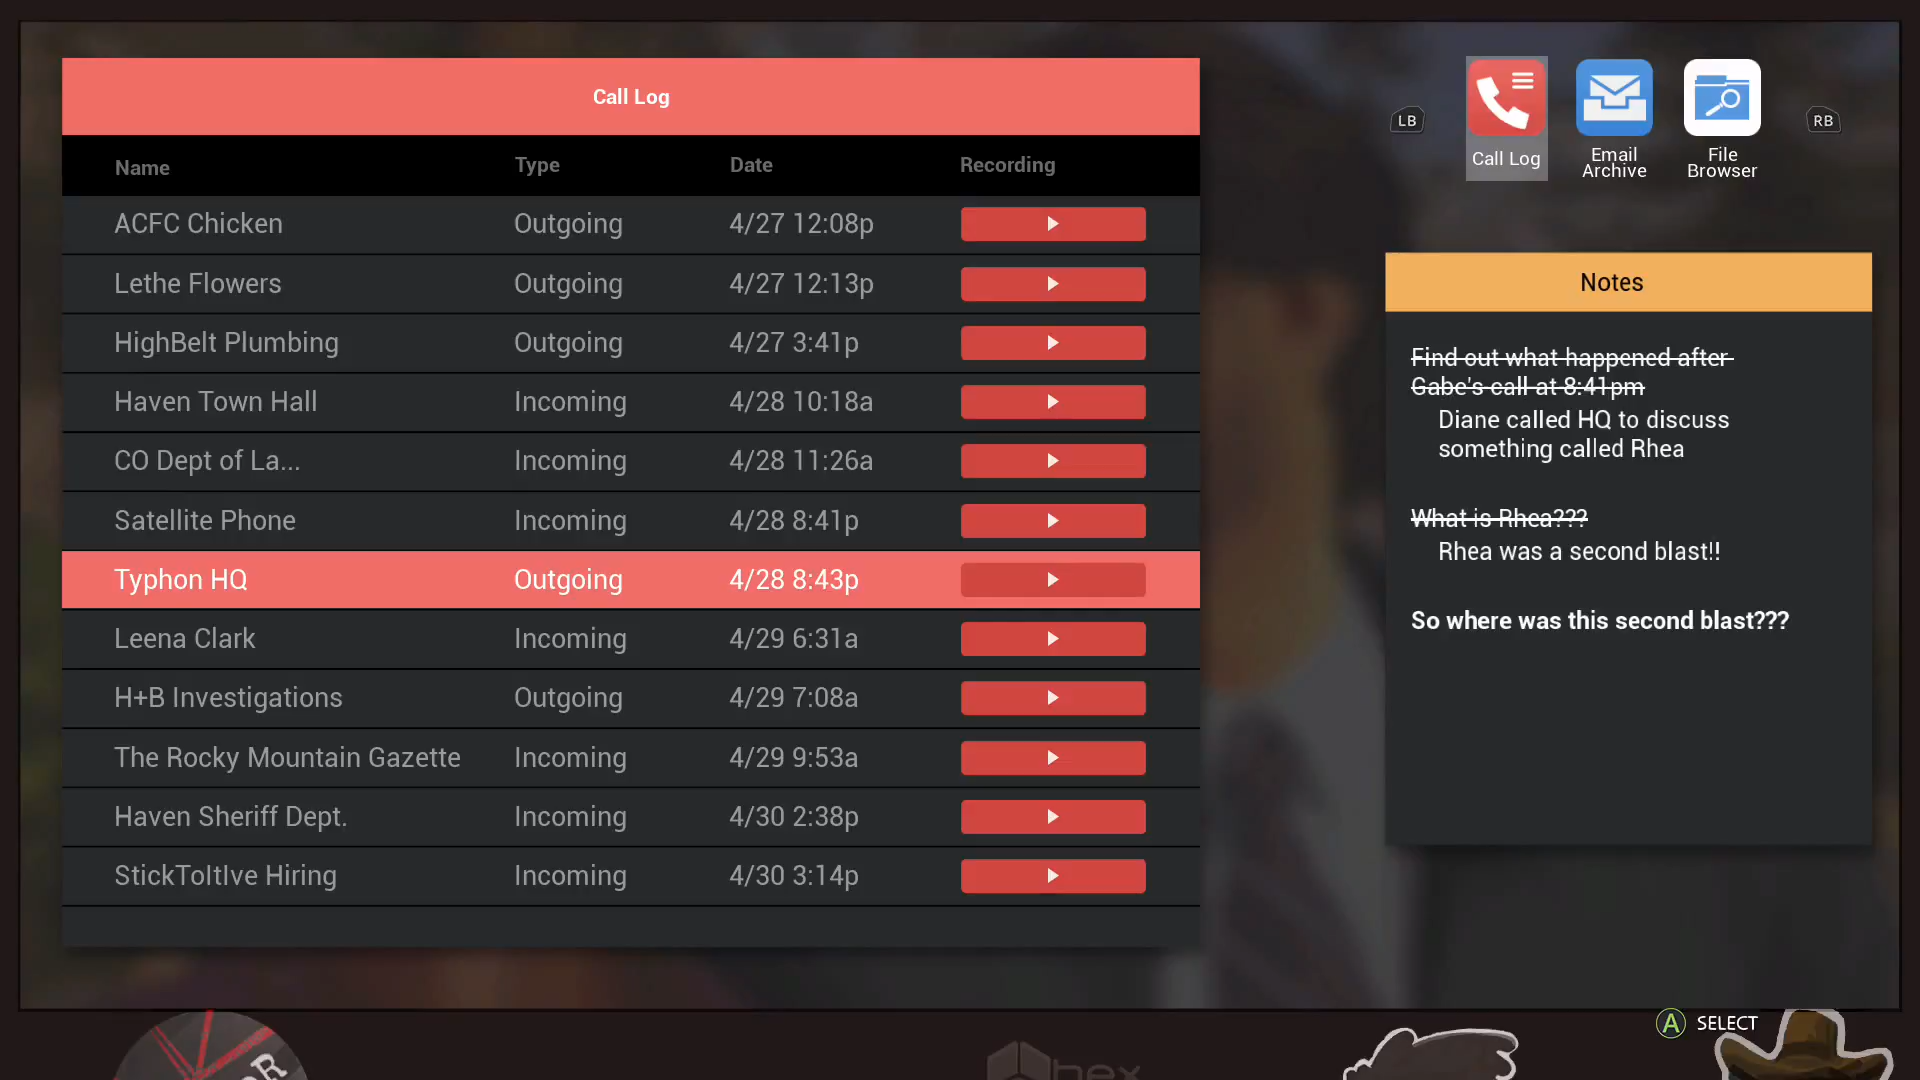 Call Log
Name Type Date Recording
ACFC Chicken Outgoing 4/27 12:08p
Lethe Flowers Outgoing 4/27 12:13p
HighBelt Plumbing Outgoing 4/27 3:41p
Haven Town Hall Incoming 4/28 10:18a
CO Dept of La... Incoming 4/28 11:26a
Satellite Phone Incoming 4/28 8:41p
Typhon HQ Outgoing 4/28 8:43p
Leena Clark Incoming 4/29 6:31a
H+B Investigations Outgoing 4/29 7:08a
The Rocky Mountain Gazette Incoming 4/29 9:53a
Haven Sheriff Dept. Incoming 4/30 2:38p
StickToItIve Hiring Incoming 4/30 3:14p
LB
Call Log
Email
Archive
File
Browser
RB
Notes
Find out what happened after
Gabe's call at 8:41pm
Diane called HQ to discuss
something called Rhea
What is Rhea???
Rhea was a second blast!!
So where was this second blast???
A SELECT
hex